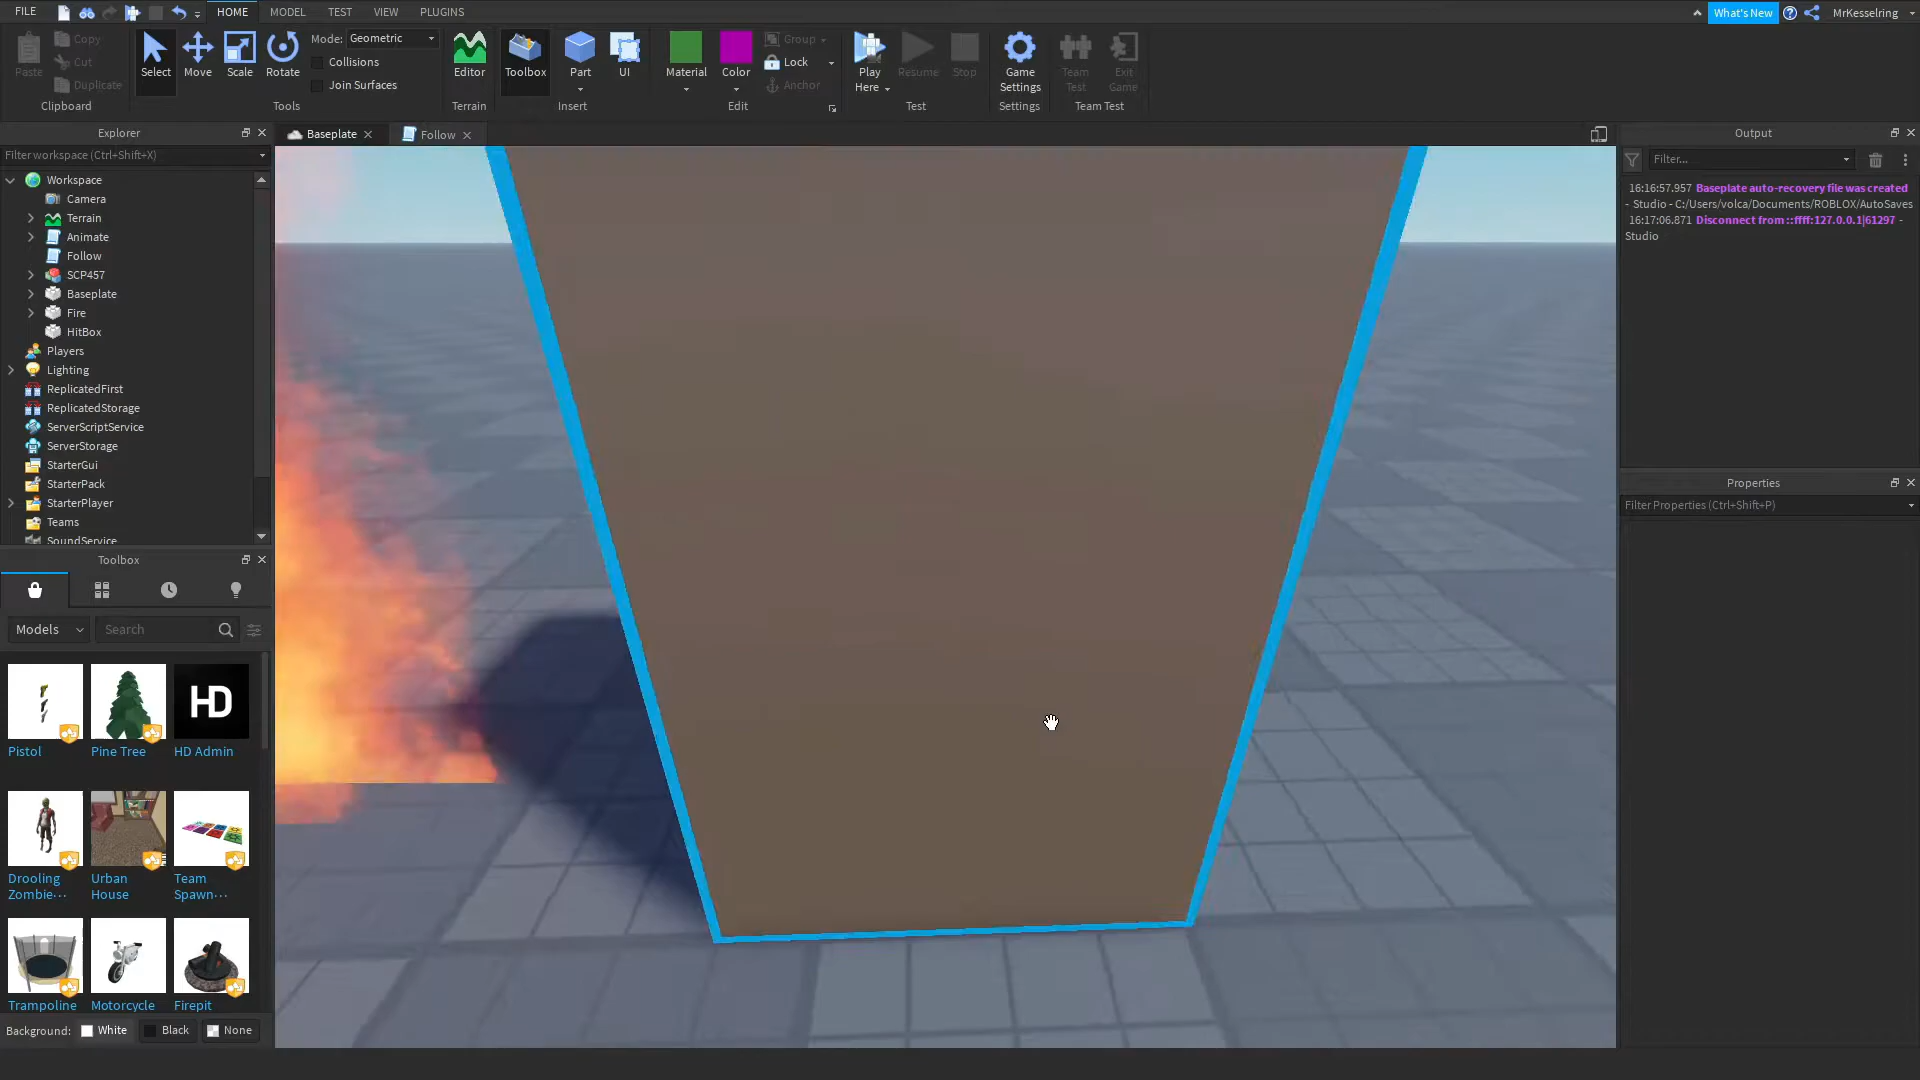 FILE
HOME
MODEL
TEST
VIEW
PLUGINS
What's New
MrKesselring
Paste
Copy
Cut
Duplicate
Clipboard
Select
Move
Scale
Rotate
Mode: Geometric
Collisions
Join Surfaces
Tools
Editor
Terrain
Toolbox
Part
UI
Insert
Material
Color
Group
Lock
Anchor
Edit
Play
Here
Resume
Stop
Test
Game
Settings
Settings
Team
Test
Exit
Game
Team Test
Explorer
Filter workspace (Ctrl+Shift+X)
Workspace
Camera
Terrain
Animate
Follow
SCP457
Baseplate
Fire
HitBox
Players
Lighting
ReplicatedFirst
ReplicatedStorage
ServerScriptService
ServerStorage
StarterGui
StarterPack
StarterPlayer
Teams
SoundService
Baseplate
Follow
Output
Filter...
16:16:57.957 Baseplate auto-recovery file was created
- Studio - C:/Users/volca/Documents/ROBLOX/AutoSaves
16:17:06.871 Disconnect from ::ffff:127.0.0.1|61297 -
Studio
Properties
Filter Properties (Ctrl+Shift+P)
Toolbox
Models
Search
Pistol
Pine Tree
HD
HD Admin
Drooling
Zombie...
Urban
House
Team
Spawn...
Trampoline
Motorcycle
Firepit
Background:
White
Black
None